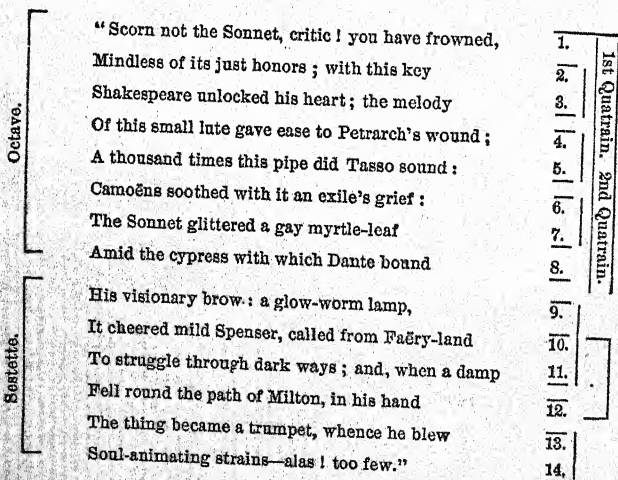 Octave.
"Scorn not the Sonnet, critic ! you have frowned,
Mindless of its just honors ; with this key
Shakespeare unlocked his heart ; the melody
Of this small lute gave ease to Petrarch's wound ;
A thousand times this pipe did Tasso sound :
Camoëns soothed with it an exile's grief :
The Sonnet glittered a gay myrtle-leaf
Amid the cypress with which Dante bound
1.
2.
3.
4.
5.
6.
7.
8.
1st Quatrain. 2nd Quatrain.
Sestette.
His visionary brow : a glow-worm lamp,
It cheered mild Spenser, called from Faëry-land
To struggle through dark ways ; and, when a damp
Fell round the path of Milton, in his hand
The thing became a trumpet, whence he blew
Soul-animating strains—alas ! too few."
9.
10.
11.
12.
13.
14.